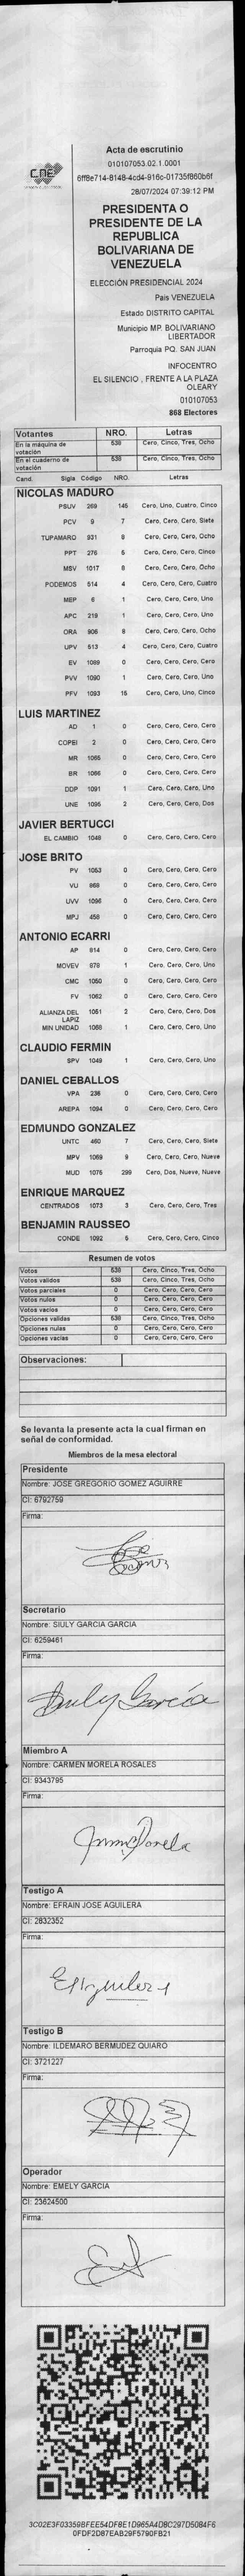 Acta de escrutinio
010107053.02.1.0001
6ff8e714-8148-4cd4-916c-01735f860b6f
28/07/2024 07:39:12 PM
CNE
PRESIDENTA O
PRESIDENTE DE LA
REPUBLICA
BOLIVARIANA DE
VENEZUELA
ELECCIÓN PRESIDENCIAL 2024
Pais VENEZUELA
Estado DISTRITO CAPITAL
Municipio MP. BOLIVARIANO
LIBERTADOR
Parroquia PQ. SAN JUAN
INFOCENTRO
EL SILENCIO , FRENTE A LA PLAZA
OLEARY
010107053
868 Electores
Votantes NRO. Letras
En la máquina de votación 538 Cero, Cinco, Tres, Ocho
En el cuaderno de votación 538 Cero, Cinco, Tres, Ocho
Cand. Sigla Código NRO. Letras
NICOLAS MADURO
PSUV 269 145 Cero, Uno, Cuatro, Cinco
PCV 9 7 Cero, Cero, Cero, Siete
TUPAMARO 931 8 Cero, Cero, Cero, Ocho
PPT 276 5 Cero, Cero, Cero, Cinco
MSV 1017 8 Cero, Cero, Cero, Ocho
PODEMOS 514 4 Cero, Cero, Cero, Cuatro
MEP 6 1 Cero, Cero, Cero, Uno
APC 219 1 Cero, Cero, Cero, Uno
ORA 906 8 Cero, Cero, Cero, Ocho
UPV 513 4 Cero, Cero, Cero, Cuatro
EV 1089 0 Cero, Cero, Cero, Cero
PVV 1090 1 Cero, Cero, Cero, Uno
PFV 1093 15 Cero, Cero, Uno, Cinco
LUIS MARTINEZ
AD 1 0 Cero, Cero, Cero, Cero
COPEI 2 0 Cero, Cero, Cero, Cero
MR 1065 0 Cero, Cero, Cero, Cero
BR 1066 0 Cero, Cero, Cero, Cero
DDP 1091 1 Cero, Cero, Cero, Uno
UNE 1095 2 Cero, Cero, Cero, Dos
JAVIER BERTUCCI
EL CAMBIO 1048 0 Cero, Cero, Cero, Cero
JOSE BRITO
PV 1053 0 Cero, Cero, Cero, Cero
VU 868 0 Cero, Cero, Cero, Cero
UVV 1096 0 Cero, Cero, Cero, Cero
MPJ 458 0 Cero, Cero, Cero, Cero
ANTONIO ECARRI
AP 814 0 Cero, Cero, Cero, Cero
MOVEV 978 1 Cero, Cero, Cero, Uno
CMC 1050 0 Cero, Cero, Cero, Cero
FV 1062 0 Cero, Cero, Cero, Cero
ALIANZA DEL LAPIZ 1051 2 Cero, Cero, Cero, Dos
MIN UNIDAD 1088 1 Cero, Cero, Cero, Uno
CLAUDIO FERMIN
SPV 1049 1 Cero, Cero, Cero, Uno
DANIEL CEBALLOS
VPA 236 0 Cero, Cero, Cero, Cero
AREPA 1094 0 Cero, Cero, Cero, Cero
EDMUNDO GONZALEZ
UNTC 460 7 Cero, Cero, Cero, Siete
MPV 1059 9 Cero, Cero, Cero, Nueve
MUD 1075 299 Cero, Dos, Nueve, Nueve
ENRIQUE MARQUEZ
CENTRADOS 1073 3 Cero, Cero, Cero, Tres
BENJAMIN RAUSSEO
CONDE 1092 5 Cero, Cero, Cero, Cinco
Resumen de votos
Votos 538 Cero, Cinco, Tres, Ocho
Votos validos 538 Cero, Cinco, Tres, Ocho
Votos parciales 0 Cero, Cero, Cero, Cero
Votos nulos 0 Cero, Cero, Cero, Cero
Votos vacios 0 Cero, Cero, Cero, Cero
Opciones validas 538 Cero, Cinco, Tres, Ocho
Opciones nulas 0 Cero, Cero, Cero, Cero
Opciones vacias 0 Cero, Cero, Cero, Cero
Observaciones:
Se levanta la presente acta la cual firman en
señal de conformidad.
Miembros de la mesa electoral
Presidente
Nombre: JOSE GREGORIO GOMEZ AGUIRRE
CI: 6792759
Firma:
Secretario
Nombre: SIULY GARCIA GARCIA
CI: 6259461
Firma:
Siuly García
Miembro A
Nombre: CARMEN MORELA ROSALES
CI: 9343795
Firma:
Testigo A
Nombre: EFRAIN JOSE AGUILERA
CI: 2832352
Firma:
Testigo B
Nombre: ILDEMARO BERMUDEZ QUIARO
CI: 3721227
Firma:
Operador
Nombre: EMELY GARCIA
CI: 23624500
Firma:
3C02E3F03359BFEE54DF8E1D965A4D8C297D5084F6
0FDF2D87EAB29F5790FB21